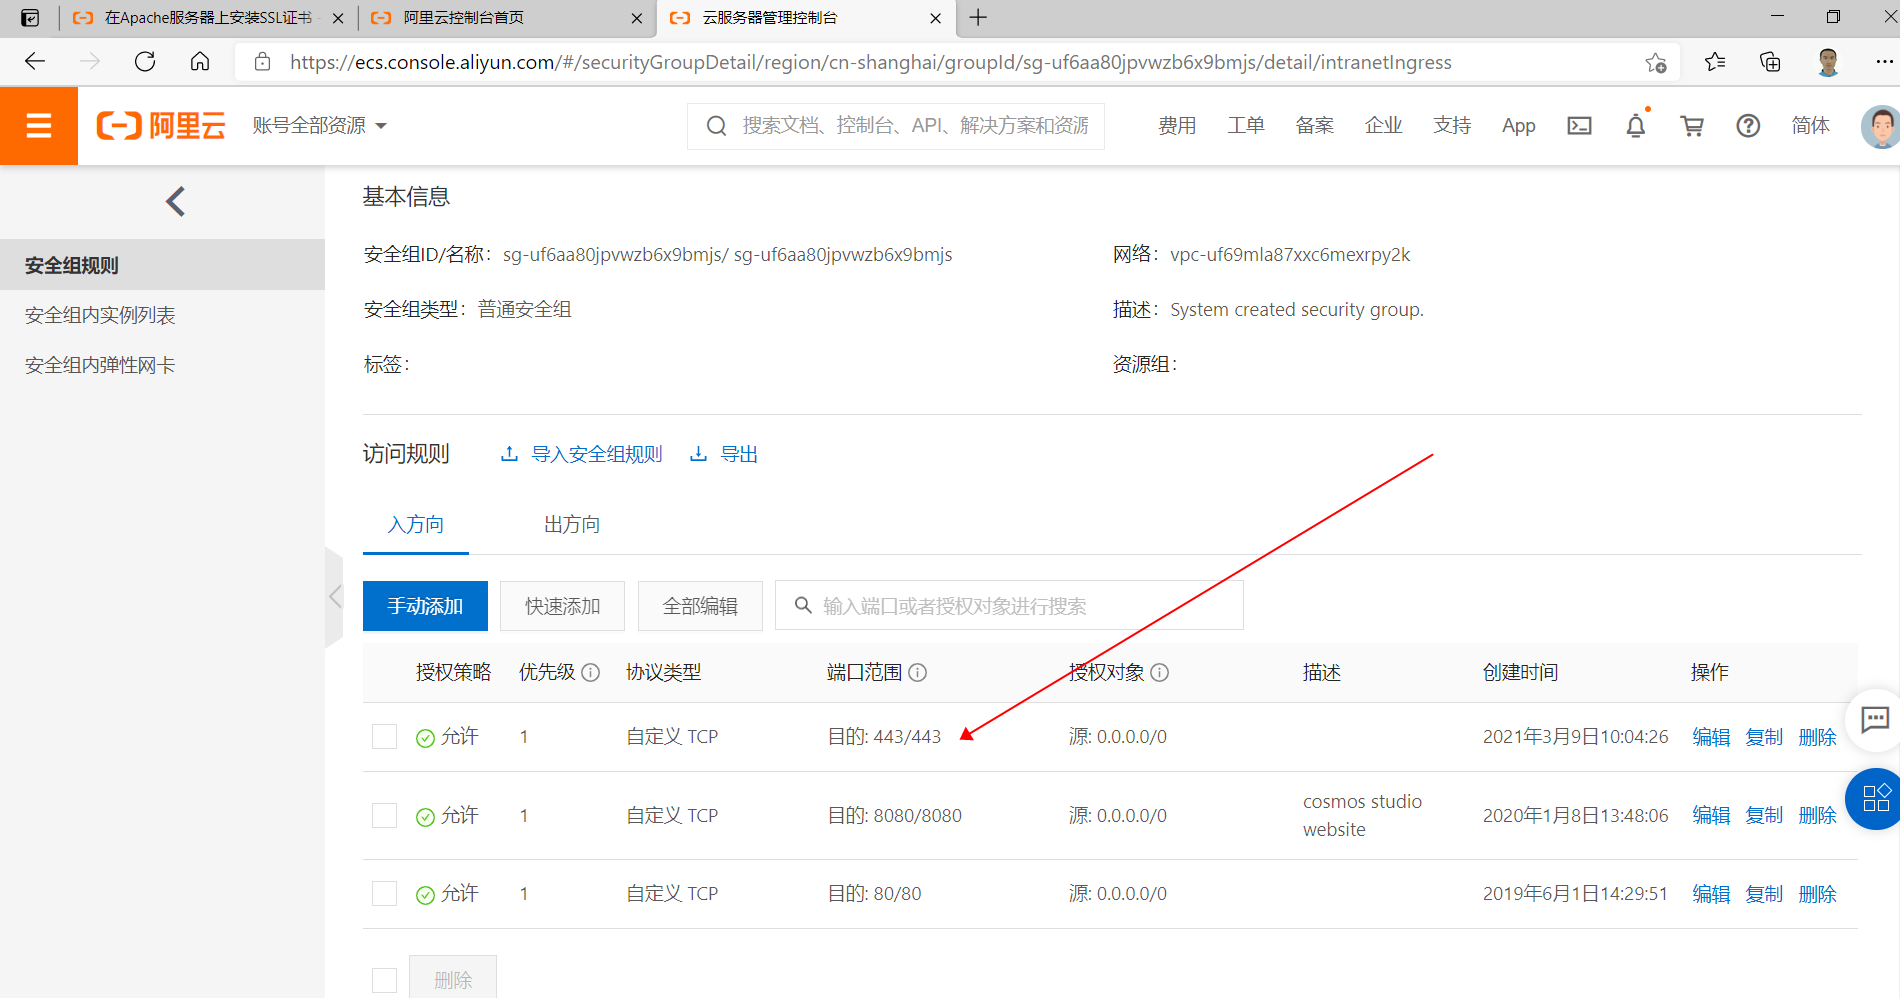 在Apache服务器上安装SSL证书
阿里云控制台首页
云服务器管理控制台
https://ecs.console.aliyun.com/#/securityGroupDetail/region/cn-shanghai/groupId/sg-uf6aa80jpvwzb6x9bmjs/detail/intranetIngress
阿里云
账号全部资源
搜索文档、控制台、API、解决方案和资源
费用 工单 备案 企业 支持 App 简体
安全组规则
安全组内实例列表
安全组内弹性网卡
基本信息
安全组ID/名称: sg-uf6aa80jpvwzb6x9bmjs/ sg-uf6aa80jpvwzb6x9bmjs
网络: vpc-uf69mla87xxc6mexrpy2k
安全组类型: 普通安全组
描述: System created security group.
标签:
资源组:
访问规则 导入安全组规则 导出
入方向 出方向
手动添加 快速添加 全部编辑 输入端口或者授权对象进行搜索
授权策略 优先级 协议类型 端口范围 授权对象 描述 创建时间 操作
允许 1 自定义 TCP 目的: 443/443 源: 0.0.0.0/0 2021年3月9日10:04:26 编辑 复制 删除
允许 1 自定义 TCP 目的: 8080/8080 源: 0.0.0.0/0 cosmos studio website 2020年1月8日13:48:06 编辑 复制 删除
允许 1 自定义 TCP 目的: 80/80 源: 0.0.0.0/0 2019年6月1日14:29:51 编辑 复制 删除
删除